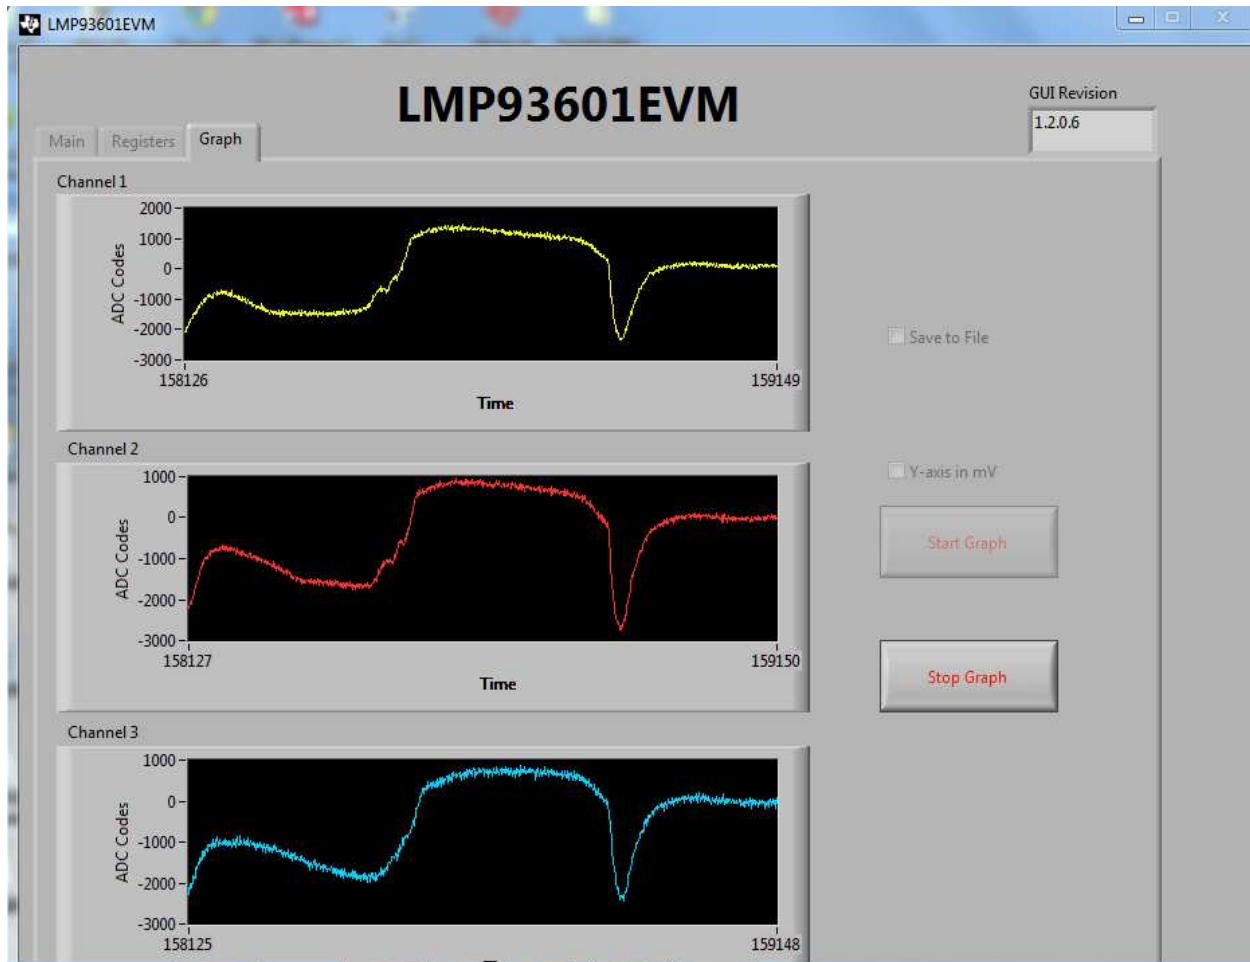 LMP93601EVM
LMP93601EVM
GUI Revision
1.2.0.6
Main Registers Graph
Channel 1
2000
1000
0
-1000
-2000
-3000
ADC Codes
158126 159149
Time
Save to File
Channel 2
1000
0
-1000
-2000
-3000
ADC Codes
158127 159150
Time
Y-axis in mV
Start Graph
Stop Graph
Channel 3
1000
0
-1000
-2000
-3000
ADC Codes
158125 159148